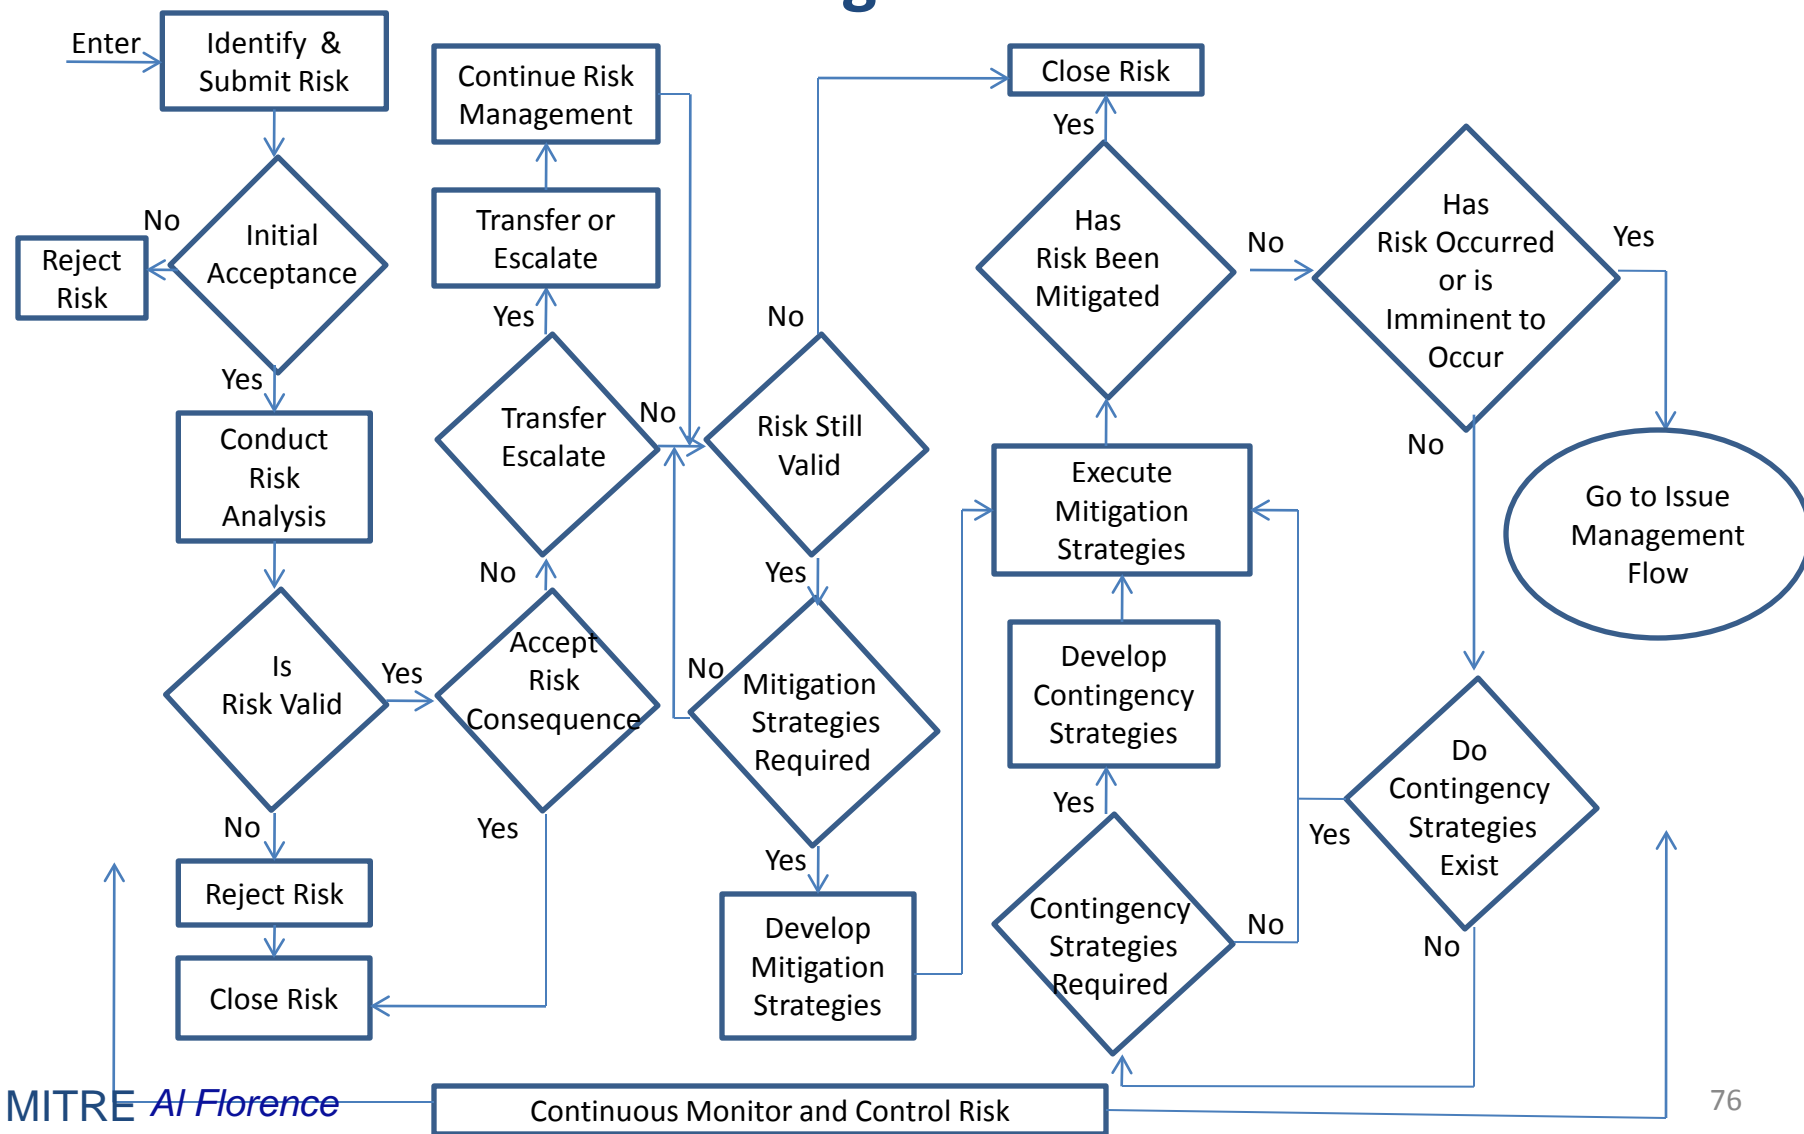 Enter
Identify &
Submit Risk
No
Initial
Acceptance
Reject
Risk
Yes
Conduct
Risk
Analysis
Is
Risk Valid
Yes
No
Reject Risk
Close Risk
Continue Risk
Management
Transfer or
Escalate
Yes
Transfer
Escalate
No
No
Accept
Risk
Consequence
Yes
No
Risk Still
Valid
Yes
No
Mitigation
Strategies
Required
Yes
Develop
Mitigation
Strategies
Close Risk
Yes
Has
Risk Been
Mitigated
No
Execute
Mitigation
Strategies
Develop
Contingency
Strategies
Yes
Contingency
Strategies
Required
No
Has
Risk Occurred
or is
Imminent to
Occur
Yes
No
Go to Issue
Management
Flow
Do
Contingency
Strategies
Exist
Yes
No
MITRE Al Florence
Continuous Monitor and Control Risk
76